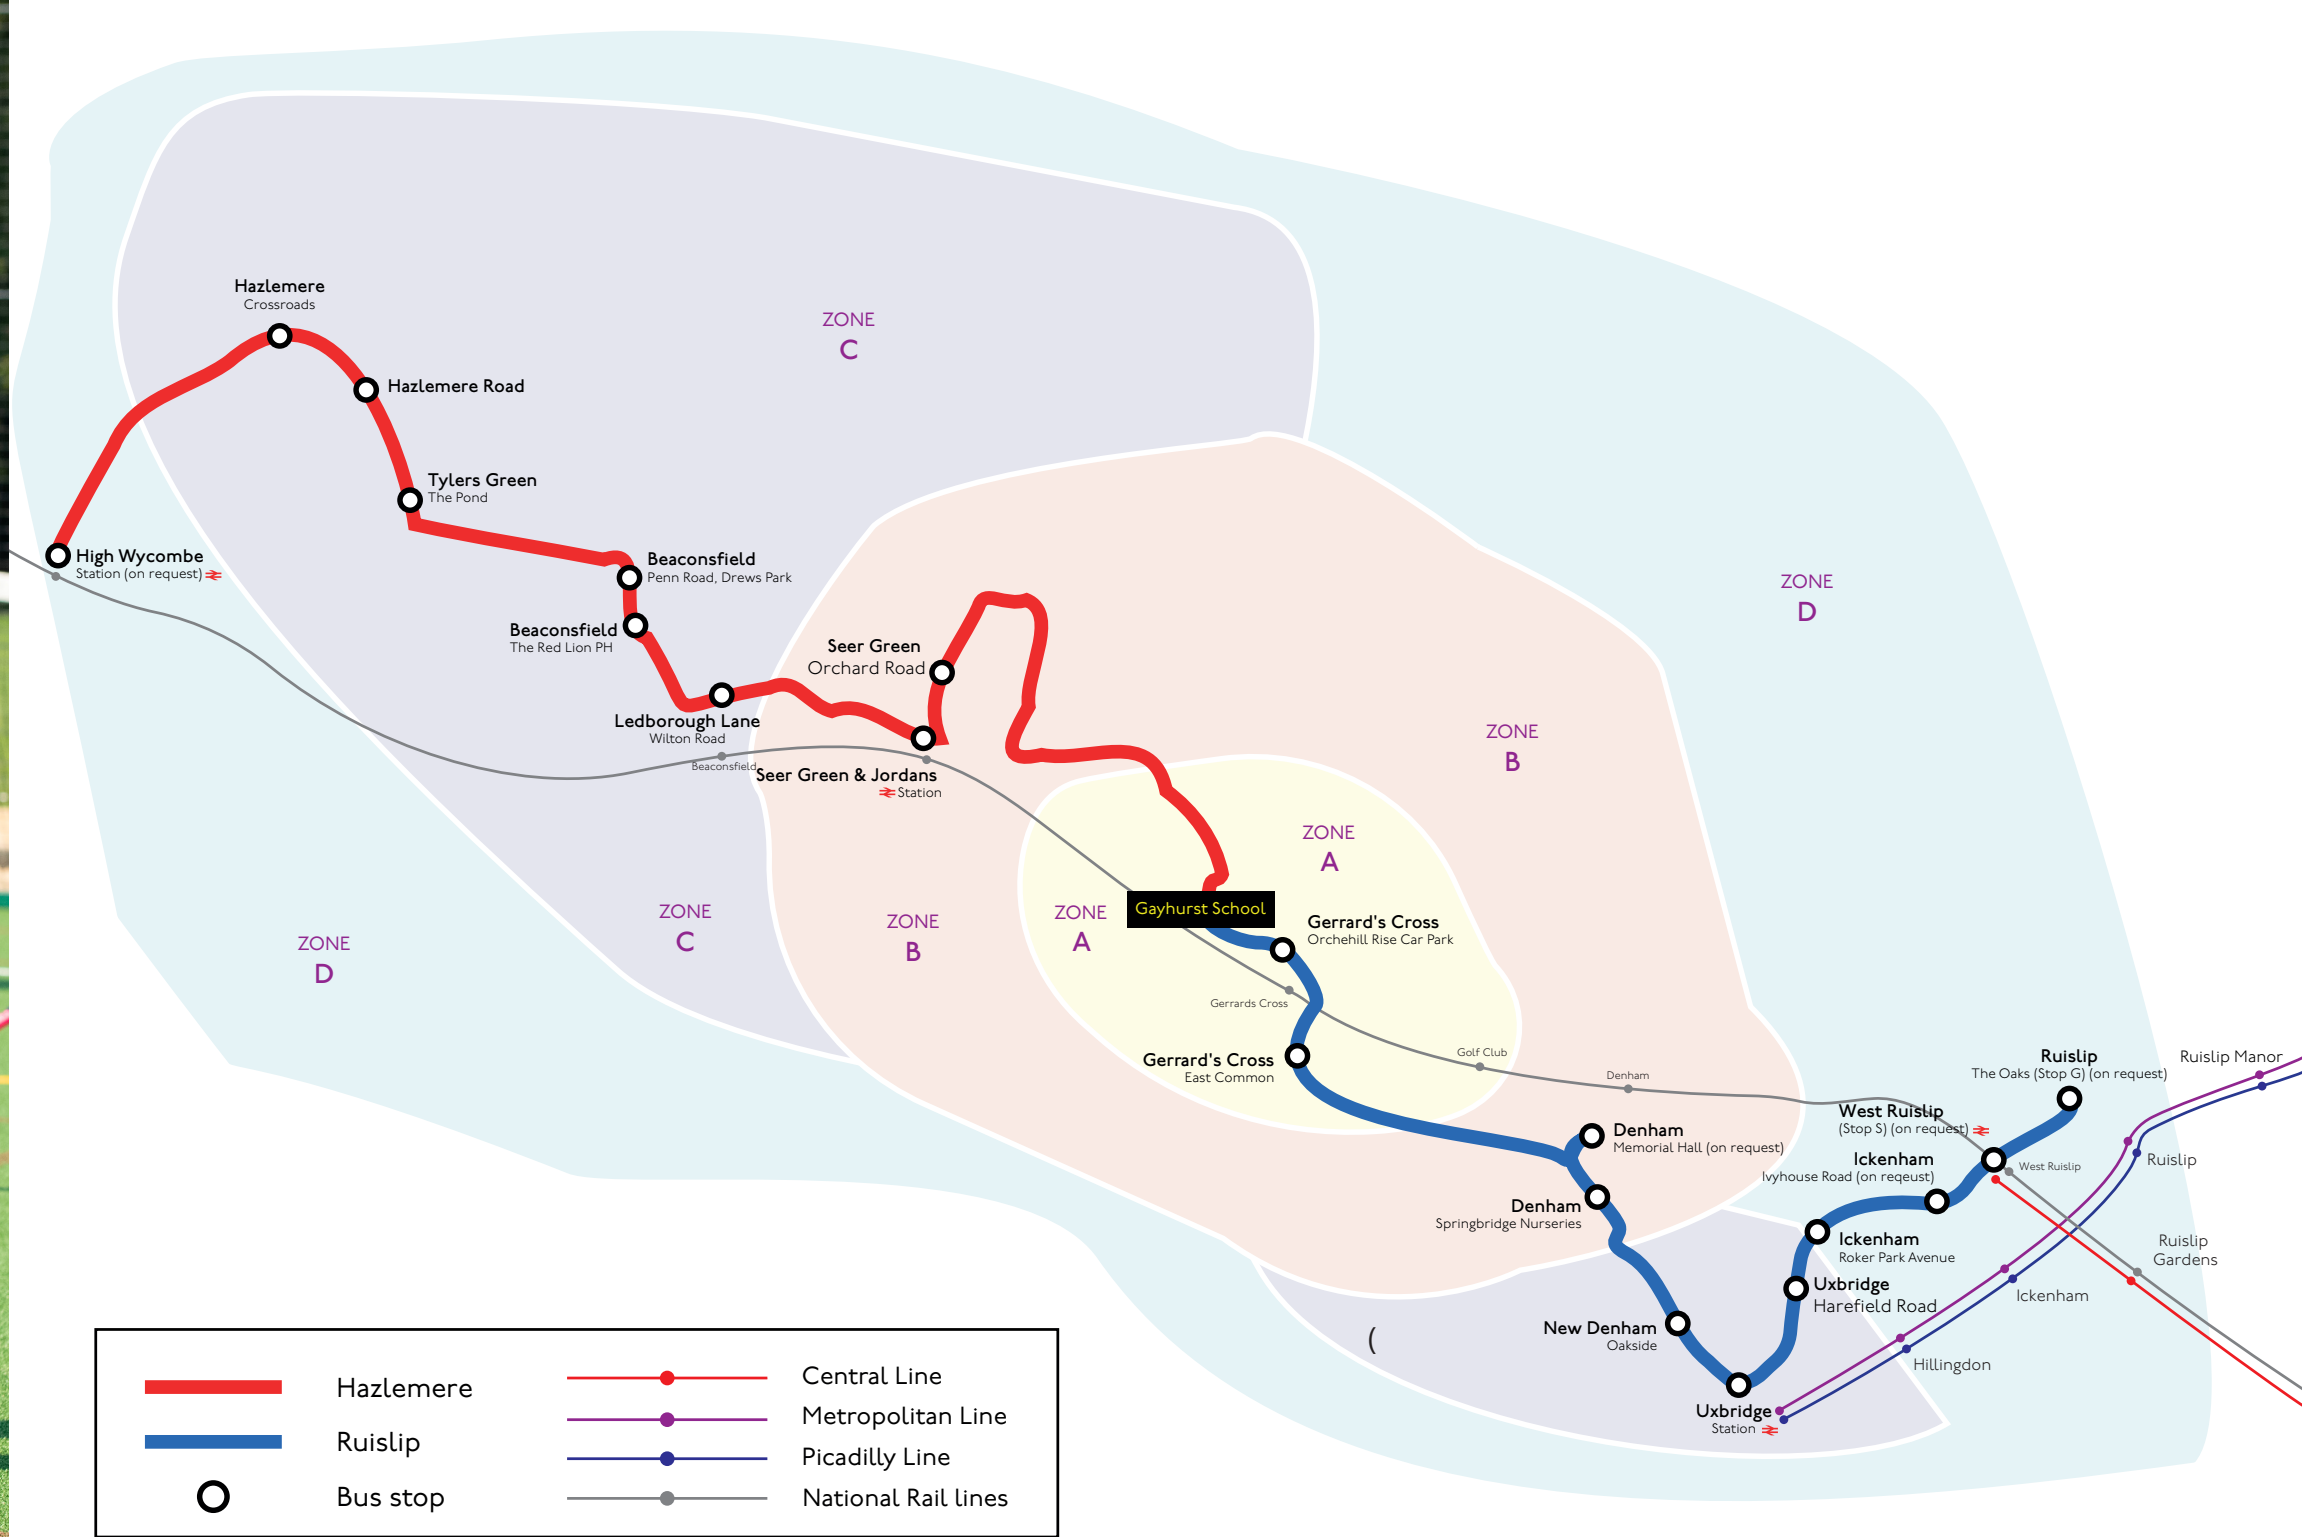 Hazlemere
Crossroads
ZONE
C
Hazlemere Road
Tylers Green
The Pond
High Wycombe
Station (on request)
Beaconsfield
Penn Road, Drews Park
Beaconsfield
The Red Lion PH
Seer Green
Orchard Road
Ledborough Lane
Wilton Road
Beaconsfield
Seer Green & Jordans
Station
ZONE
D
ZONE
B
ZONE
A
Gayhurst School
ZONE
D
ZONE
C
ZONE
B
ZONE
A
Gerrard's Cross
Orchehill Rise Car Park
Gerrards Cross
Gerrard's Cross
East Common
Golf Club
Denham
Ruislip
The Oaks (Stop G) (on request)
Ruislip Manor
West Ruislip
(Stop S) (on request)
Denham
Memorial Hall (on request)
Ickenham
Ivyhouse Road (on reqeust)
West Ruislip
Ruislip
Denham
Springbridge Nurseries
Ickenham
Roker Park Avenue
Ruislip
Gardens
Uxbridge
Harefield Road
Ickenham
New Denham
Oakside
(
Hillingdon
Uxbridge
Station
Hazlemere
Ruislip
Bus stop
Central Line
Metropolitan Line
Picadilly Line
National Rail lines